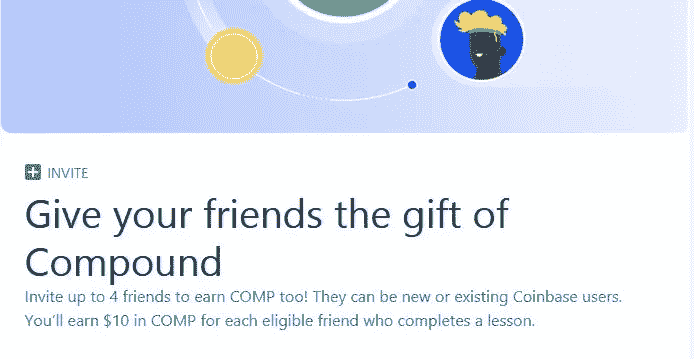 INVITE
Give your friends the gift of
Compound
Invite up to 4 friends to earn COMP too! They can be new or existing Coinbase users.
You'll earn $10 in COMP for each eligible friend who completes a lesson.